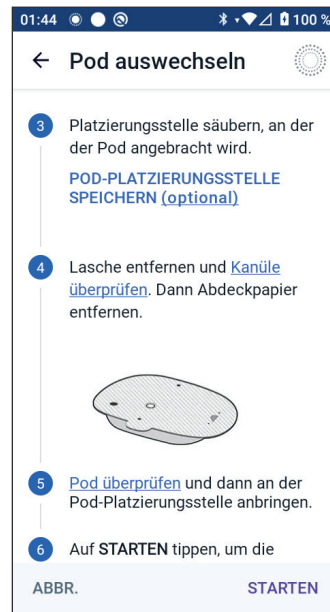 01:44 100 %
Pod auswechseln
3 Platzierungsstelle säubern, an der
der Pod angebracht wird.
POD-PLATZIERUNGSSTELLE
SPEICHERN (optional)
4 Lasche entfernen und Kanüle
überprüfen. Dann Abdeckpapier
entfernen.
5 Pod überprüfen und dann an der
Pod-Platzierungsstelle anbringen.
6 Auf STARTEN tippen, um die
ABBR. STARTEN